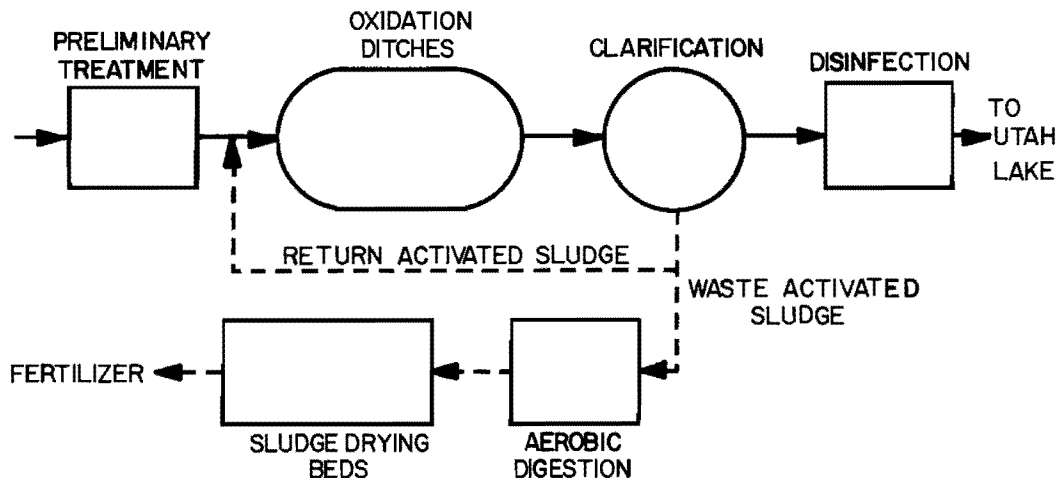 PRELIMINARY
TREATMENT
OXIDATION
DITCHES
CLARIFICATION
DISINFECTION
TO
UTAH
LAKE
RETURN ACTIVATED SLUDGE
WASTE ACTIVATED
SLUDGE
FERTILIZER
SLUDGE DRYING
BEDS
AEROBIC
DIGESTION